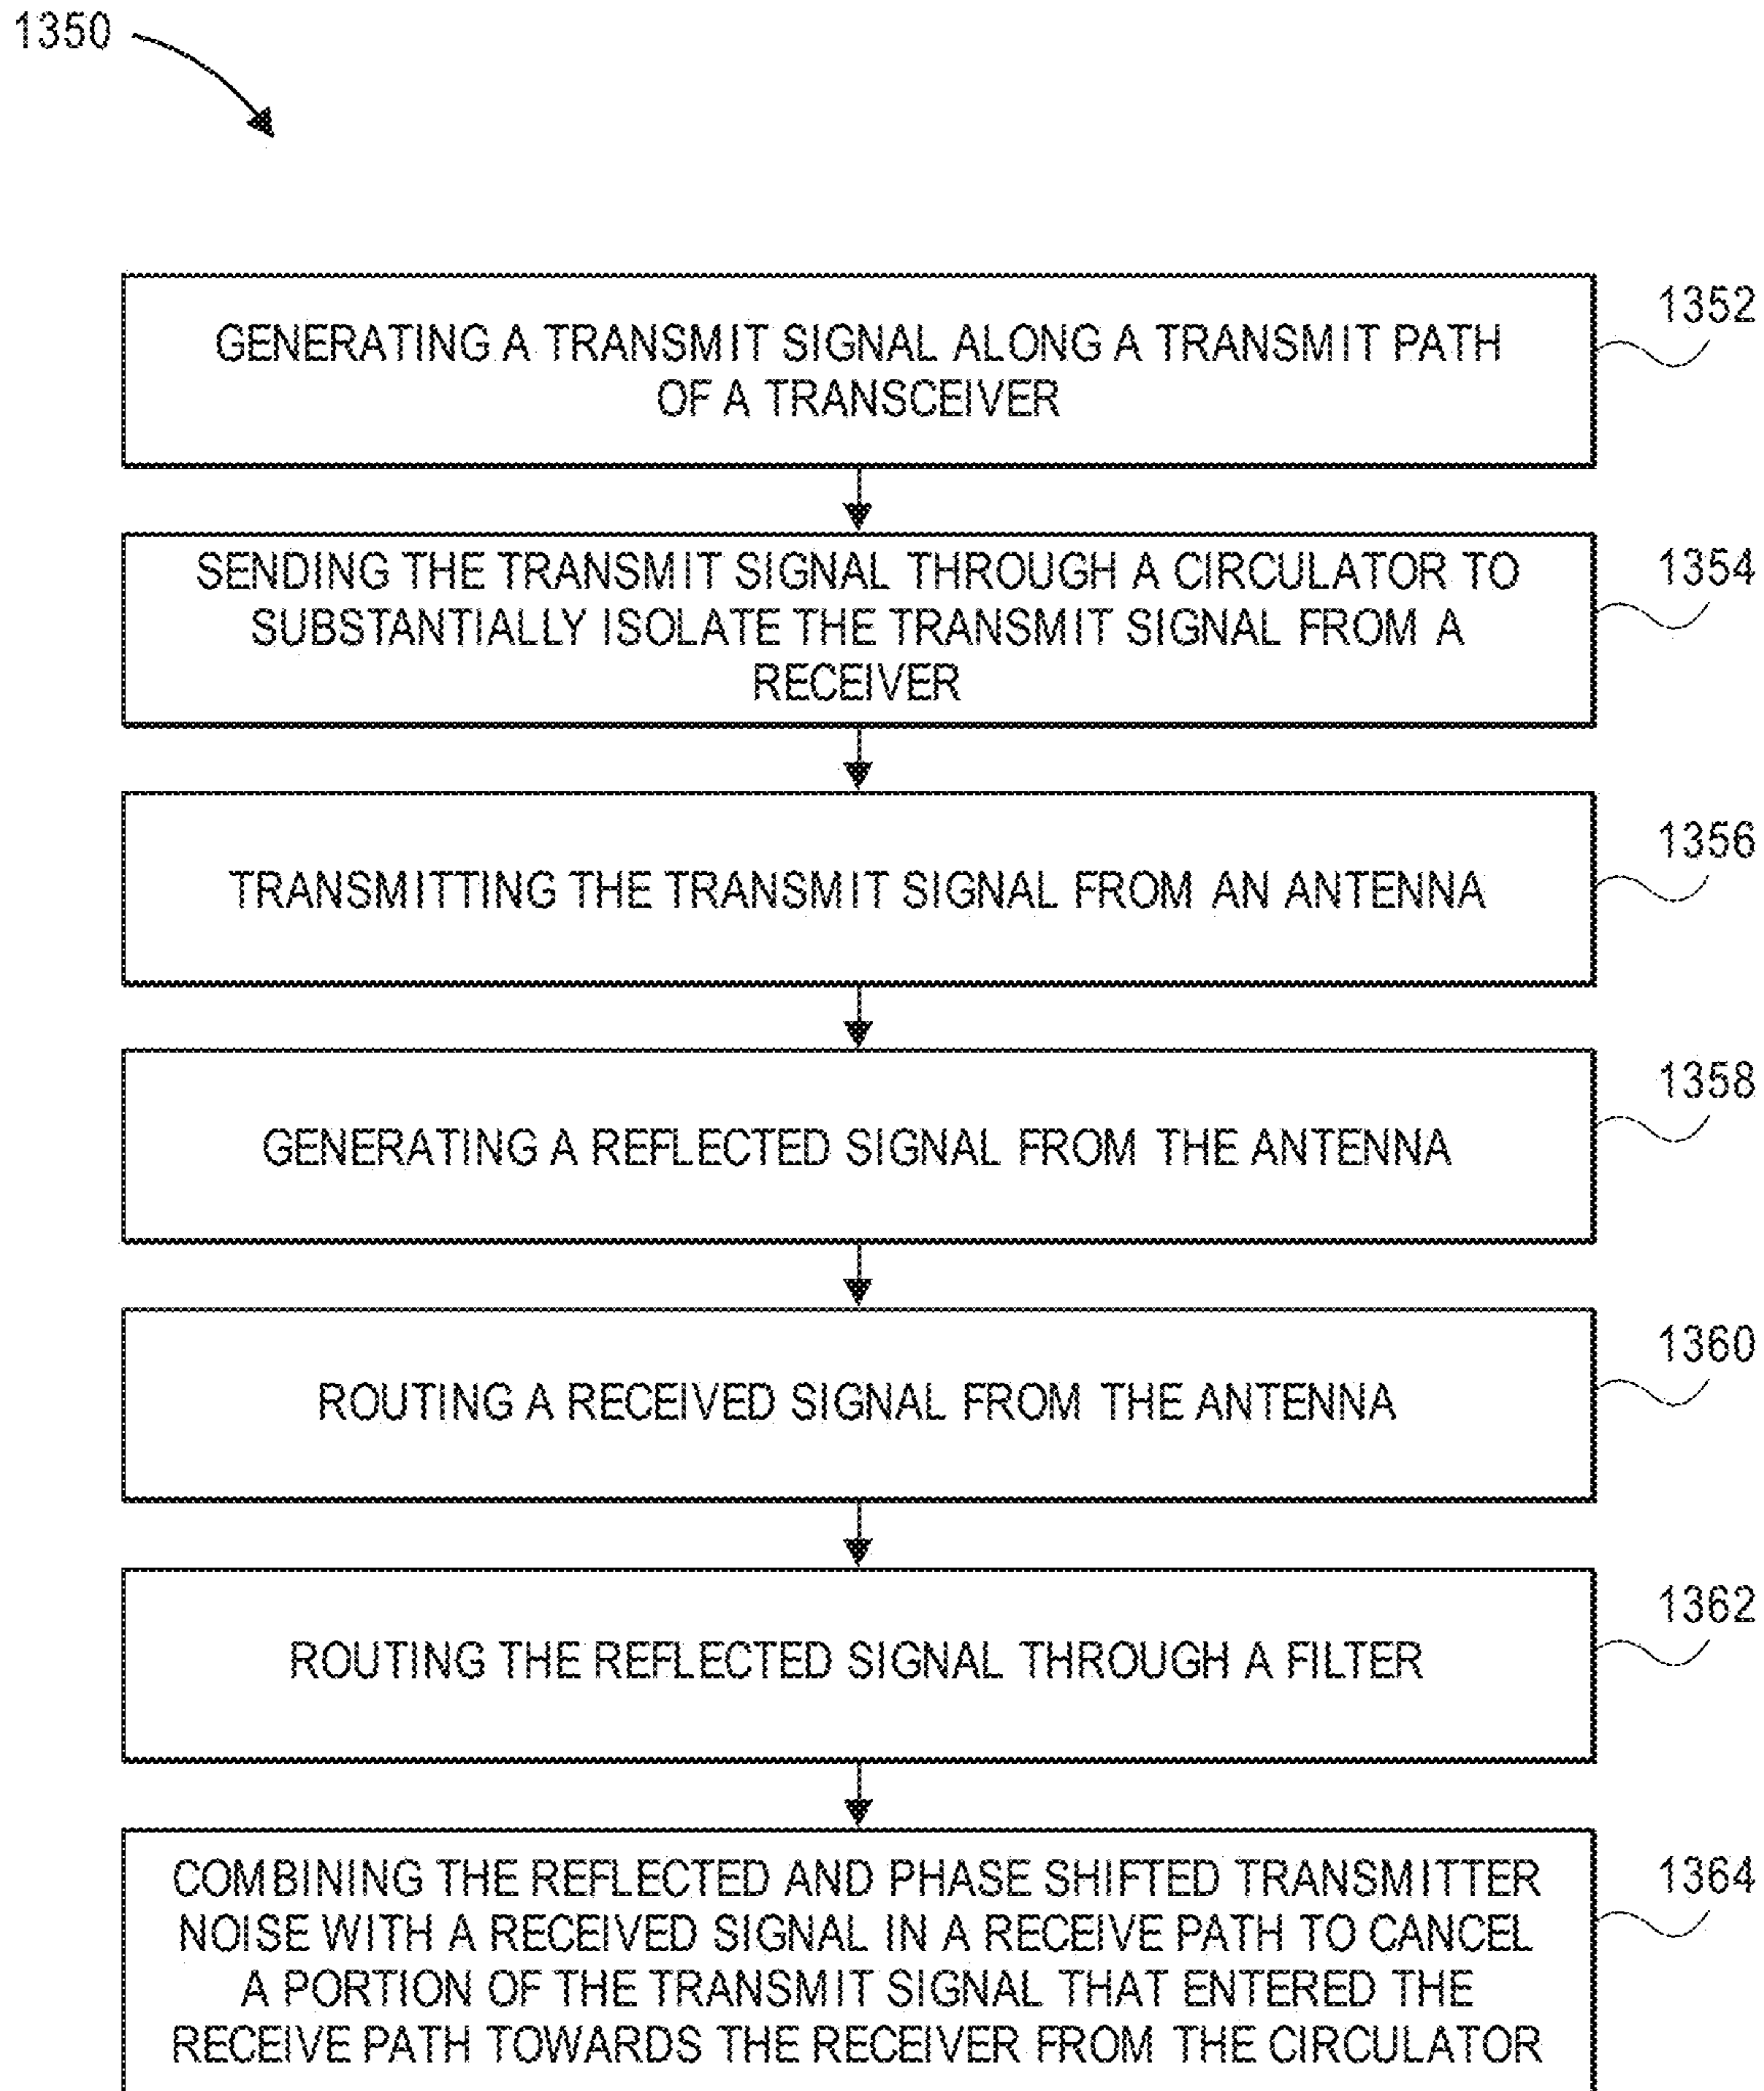 1350
GENERATING A TRANSMIT SIGNAL ALONG A TRANSMIT PATH
OF A TRANSCEIVER
1352
SENDING THE TRANSMIT SIGNAL THROUGH A CIRCULATOR TO
SUBSTANTIALLY ISOLATE THE TRANSMIT SIGNAL FROM A
RECEIVER
1354
TRANSMITTING THE TRANSMIT SIGNAL FROM AN ANTENNA
1356
GENERATING A REFLECTED SIGNAL FROM THE ANTENNA
1358
ROUTING A RECEIVED SIGNAL FROM THE ANTENNA
1360
ROUTING THE REFLECTED SIGNAL THROUGH A FILTER
1362
COMBINING THE REFLECTED AND PHASE SHIFTED TRANSMITTER
NOISE WITH A RECEIVED SIGNAL IN A RECEIVE PATH TO CANCEL
A PORTION OF THE TRANSMIT SIGNAL THAT ENTERED THE
RECEIVE PATH TOWARDS THE RECEIVER FROM THE CIRCULATOR
1364